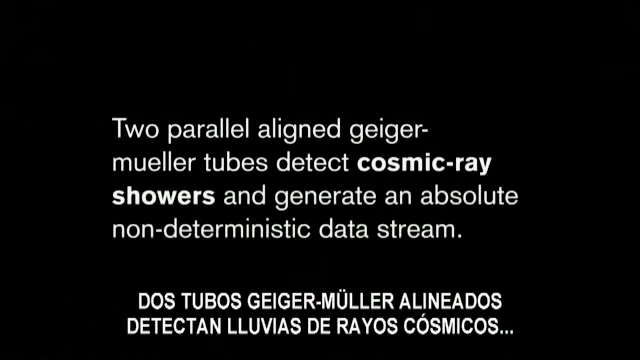 Two parallel aligned geiger-
mueller tubes detect cosmic-ray
showers and generate an absolute
non-deterministic data stream.
DOS TUBOS GEIGER-MÜLLER ALINEADOS
DETECTAN LLUVIAS DE RAYOS CÓSMICOS...